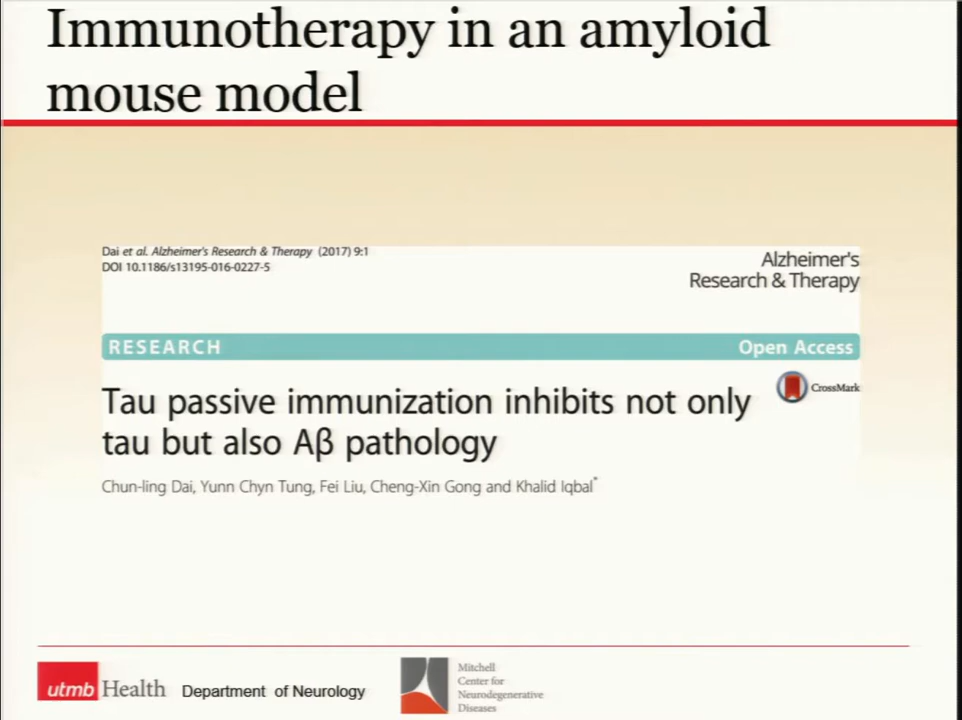 Immunotherapy in an amyloid
mouse model
Dai et al. Alzheimer's Research & Therapy (2017) 9:1
DOI 10.1186/s13195-016-0227-5
Alzheimer's
Research & Therapy
RESEARCH
Open Access
CrossMark
Tau passive immunization inhibits not only
tau but also Aβ pathology
Chun-ling Dai, Yunn Chyn Tung, Fei Liu, Cheng-Xin Gong and Khalid Iqbal*
utmb Health Department of Neurology
Mitchell
Center for
Neurodegenerative
Diseases